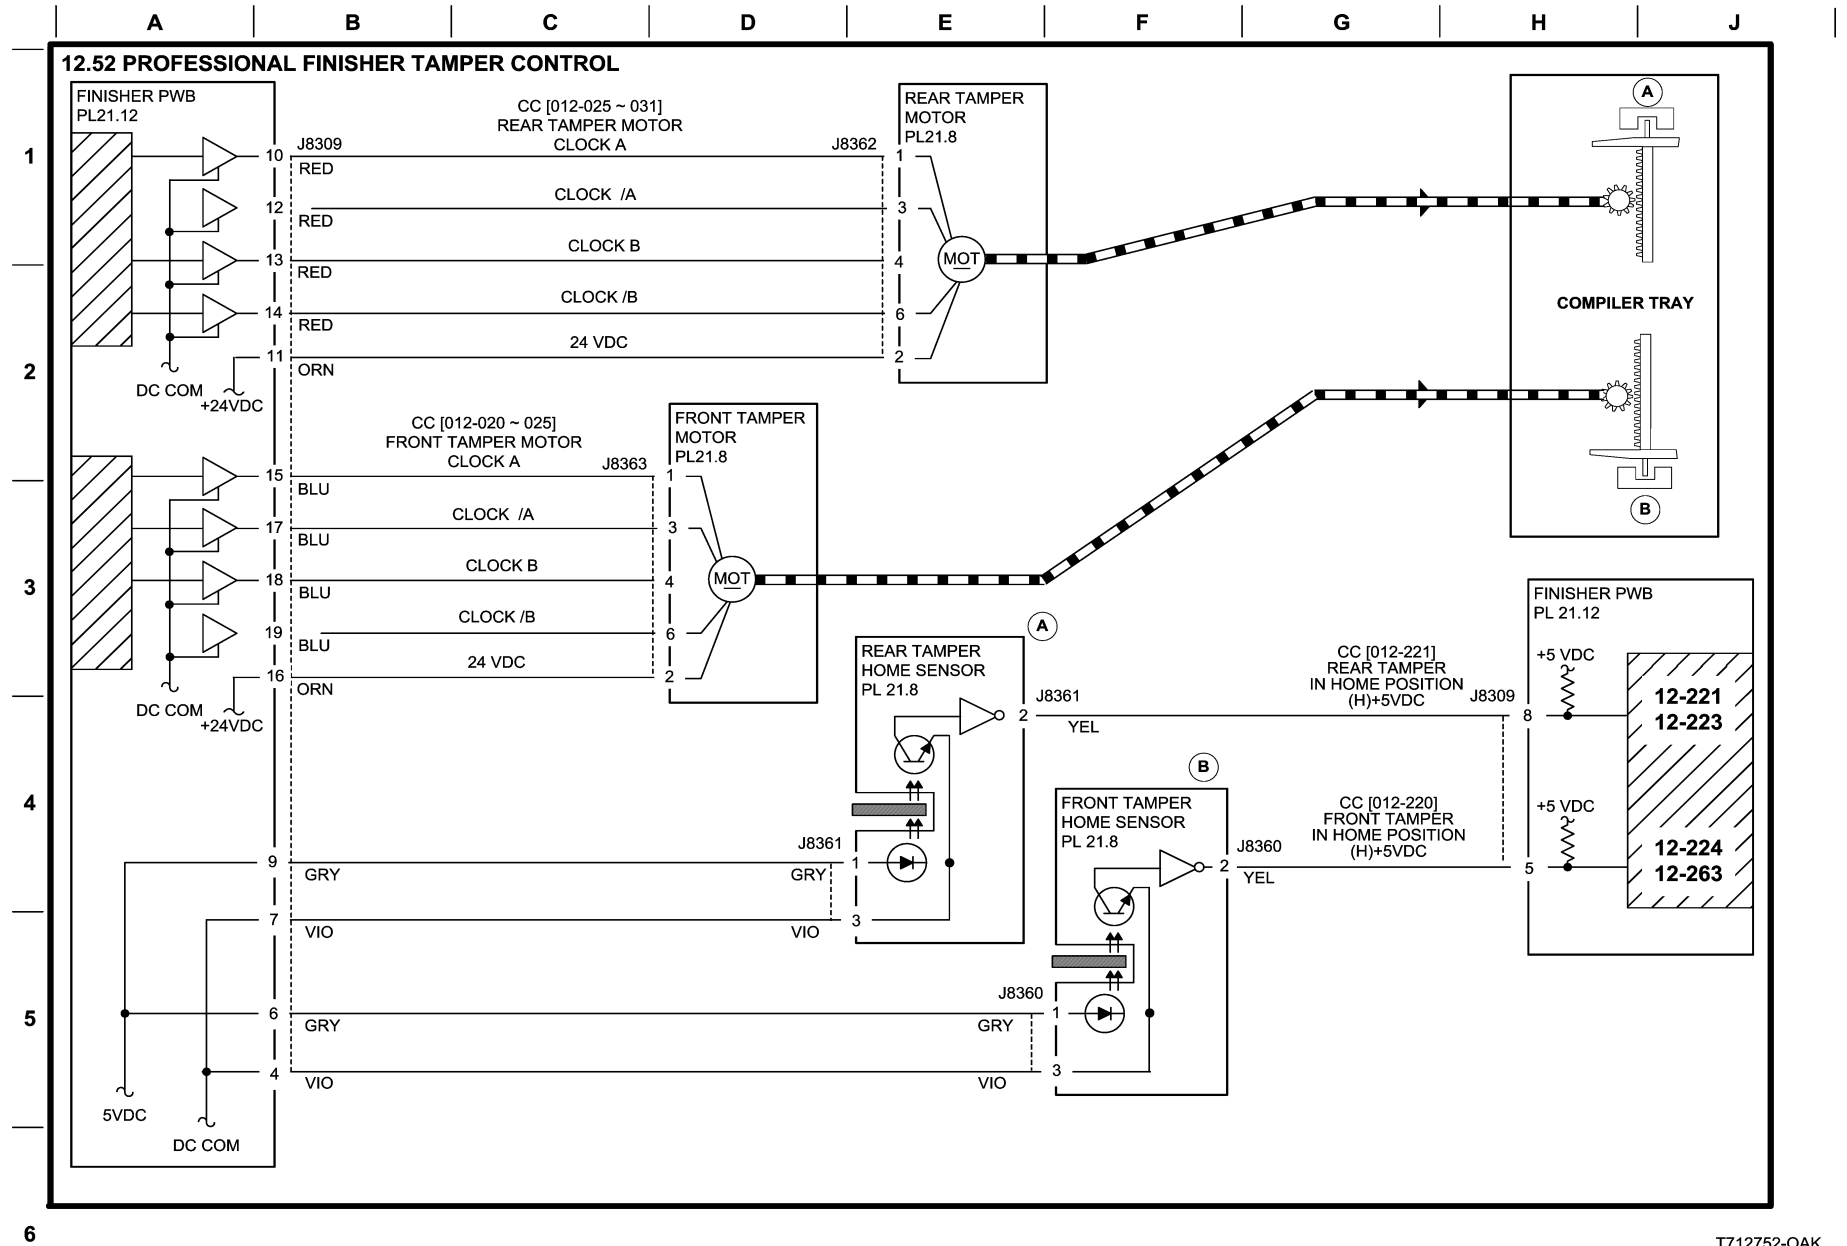 A B C D E F G H J
12.52 PROFESSIONAL FINISHER TAMPER CONTROL
FINISHER PWB
PL21.12
1
10
12
13
14
11
DC COM
+24VDC
J8309
RED
RED
RED
RED
ORN
CC [012-025 ~ 031]
REAR TAMPER MOTOR
CLOCK A
CLOCK /A
CLOCK B
CLOCK /B
24 VDC
J8362
REAR TAMPER
MOTOR
PL21.8
1
3
4
6
2
MOT
A
COMPILER TRAY
B
2
CC [012-020 ~ 025]
FRONT TAMPER MOTOR
CLOCK A
CLOCK /A
CLOCK B
CLOCK /B
24 VDC
J8363
FRONT TAMPER
MOTOR
PL21.8
1
3
4
6
2
MOT
15
17
18
19
16
BLU
BLU
BLU
BLU
ORN
DC COM
+24VDC
3
A
REAR TAMPER
HOME SENSOR
PL 21.8
2
J8361
YEL
CC [012-221]
REAR TAMPER
IN HOME POSITION
(H)+5VDC
J8309
8
FINISHER PWB
PL 21.12
+5 VDC
12-221
12-223
4
B
FRONT TAMPER
HOME SENSOR
PL 21.8
2
J8360
YEL
CC [012-220]
FRONT TAMPER
IN HOME POSITION
(H)+5VDC
5
+5 VDC
12-224
12-263
9
GRY
J8361
GRY
1
7
VIO
VIO
3
5
6
GRY
J8360
GRY
1
4
VIO
VIO
3
5VDC
DC COM
6
T712752-OAK